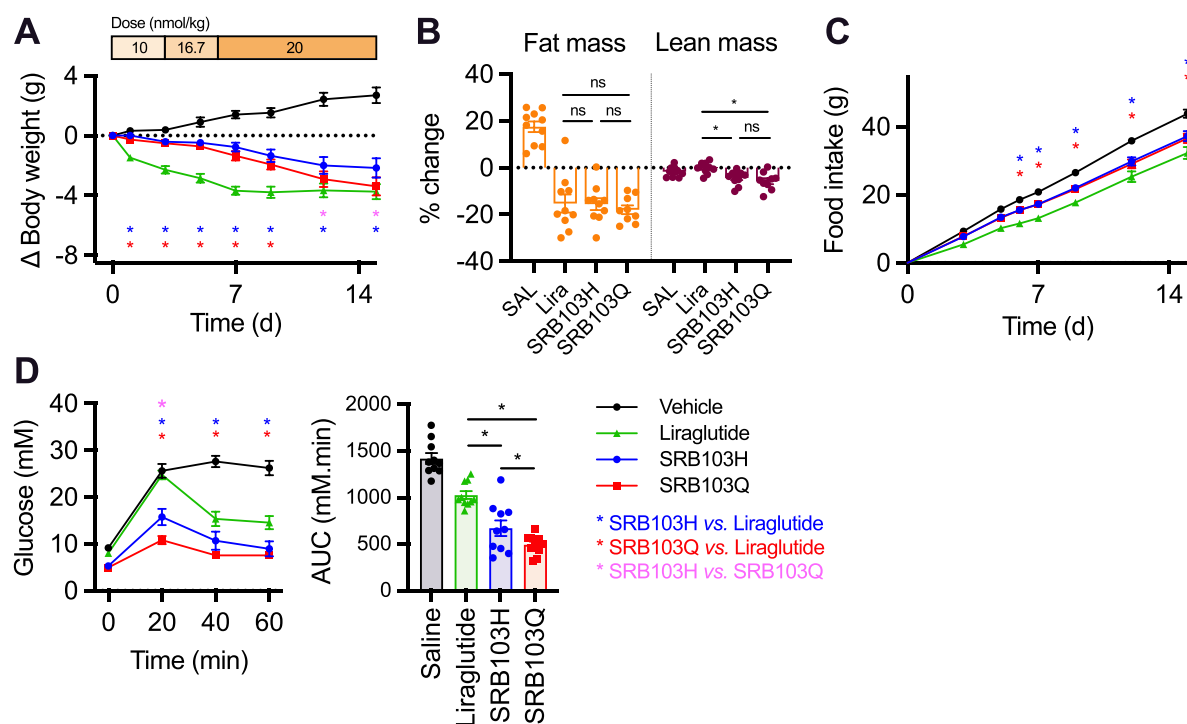 A
Dose (nmol/kg)
10 16.7 20
Δ Body weight (g)
4
0
-4
-8
* * * * * * *
* * * * *
* *
0 7 14
Time (d)
B
Fat mass Lean mass
% change
40
20
0
-20
-40
ns
ns ns
*
* ns
SAL Lira SRB103H SRB103Q SAL Lira SRB103H SRB103Q
C
Food intake (g)
40
20
0
* * * * *
* * * * *
0 7 14
Time (d)
D
Glucose (mM)
40
30
20
10
0
*
* * *
* * *
0 20 40 60
Time (min)
AUC (mM.min)
2000
1500
1000
500
0
*
*
*
Saline Liraglutide SRB103H SRB103Q
Vehicle
Liraglutide
SRB103H
SRB103Q
* SRB103H vs. Liraglutide
* SRB103Q vs. Liraglutide
* SRB103H vs. SRB103Q